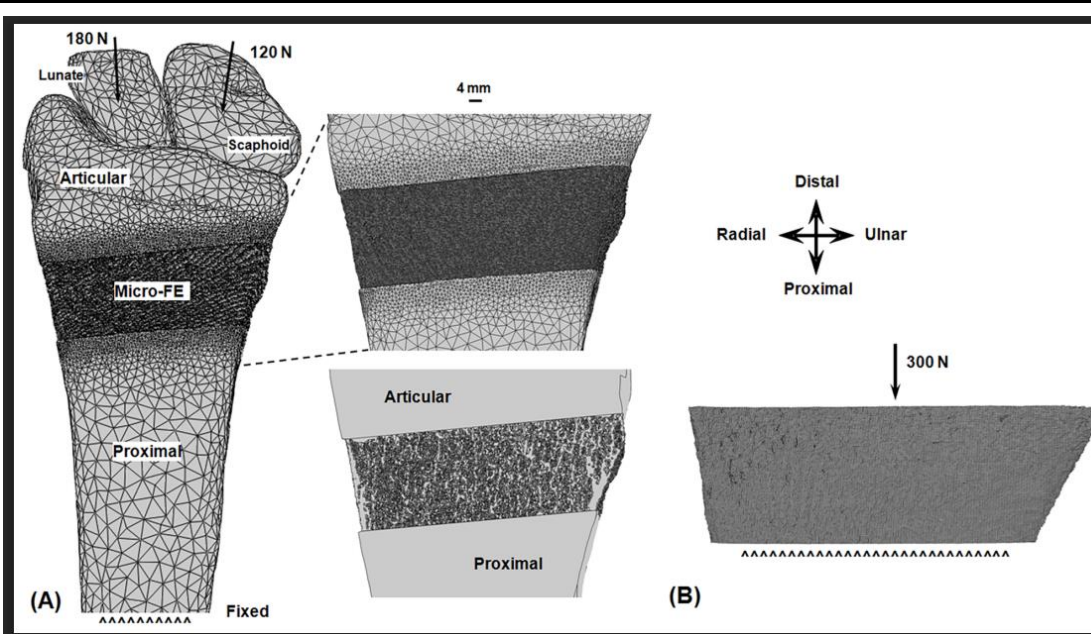 180 N
120 N
Lunate
Scaphoid
Articular
Micro-FE
Proximal
Fixed
^^^^^^^^^^
(A)
4 mm
Articular
Proximal
Distal
Radial
Ulnar
Proximal
300 N
^^^^^^^^^^^^^^^^^^^^^^^^^^^^^
(B)